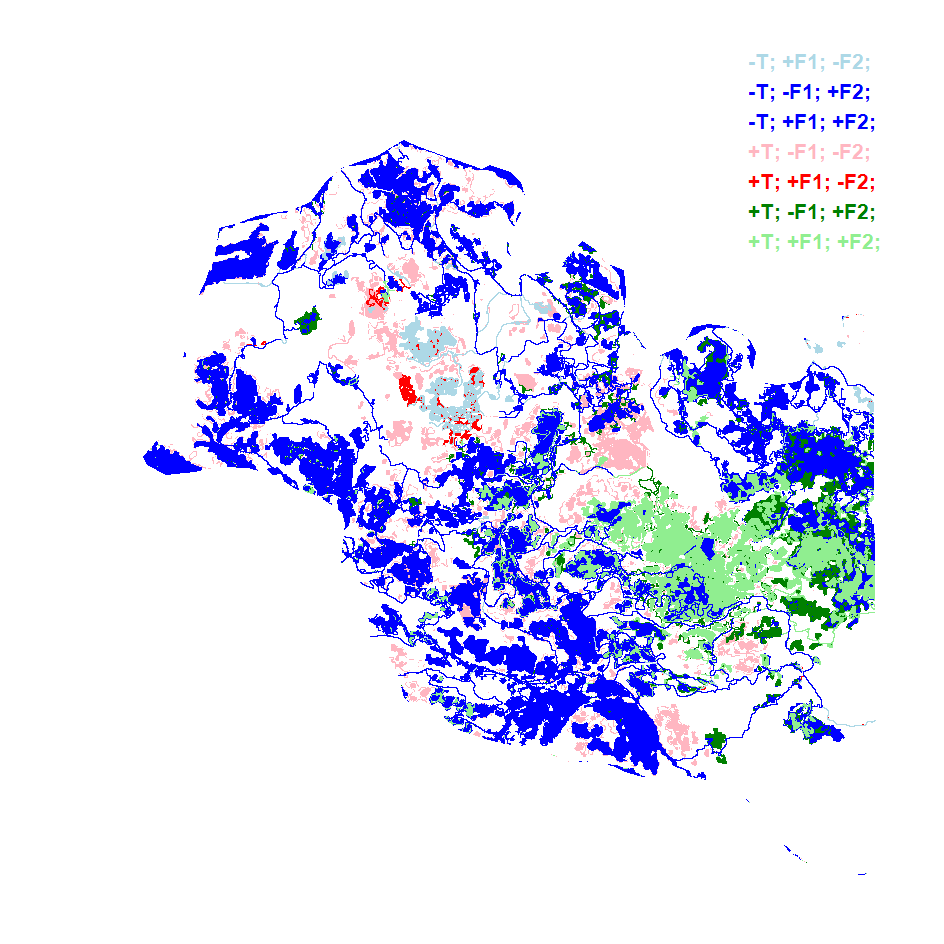 -T; +F1; -F2;
-T; -F1; +F2;
-T; +F1; +F2;
+T; -F1; -F2;
+T; +F1; -F2;
+T; -F1; +F2;
+T; +F1; +F2;